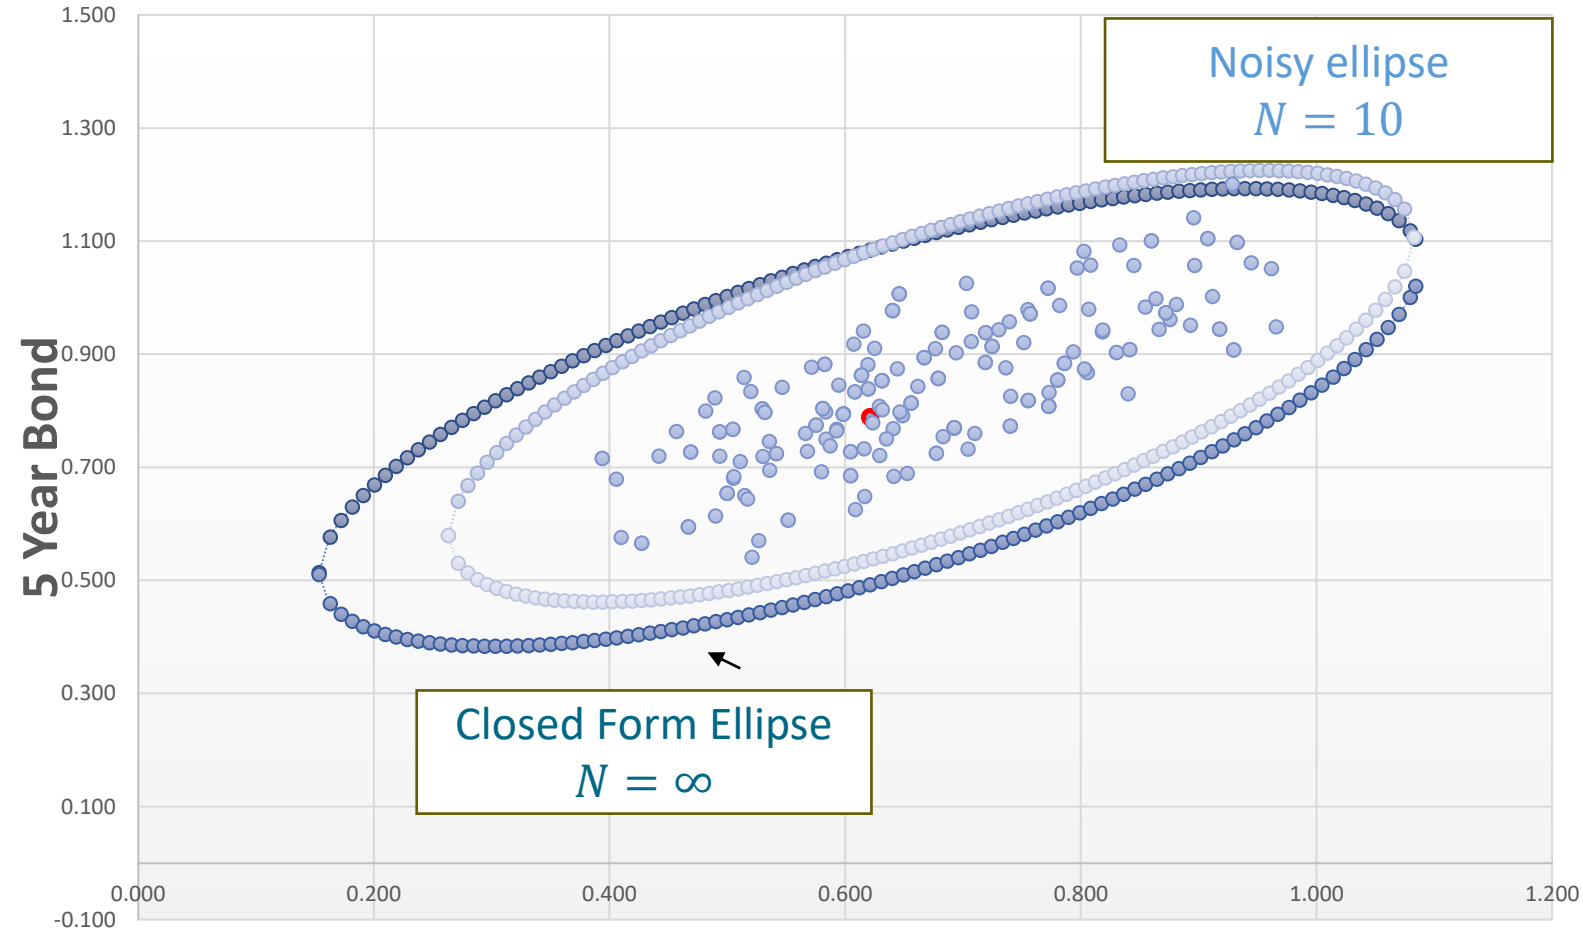 1.500
1.300
1.100
0.900
0.700
0.500
0.300
0.100
-0.100
5 Year Bond
Noisy ellipse
N = 10
Closed Form Ellipse
N = ∞
0.000 0.200 0.400 0.600 0.800 1.000 1.200